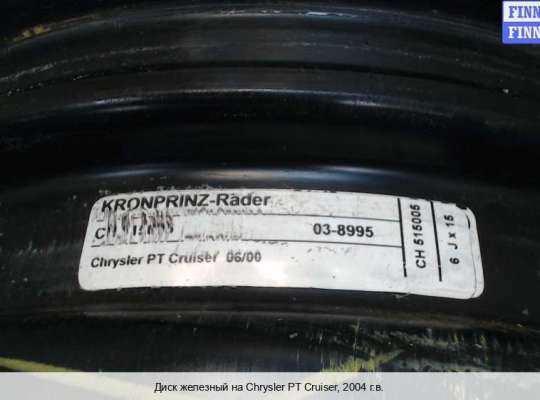 FINN
FINN
KRONPRINZ-Räder
03-8995
Chrysler PT Cruiser 06/00
CH 515005
6 J x 15
Диск железный на Chrysler PT Cruiser, 2004 г.в.